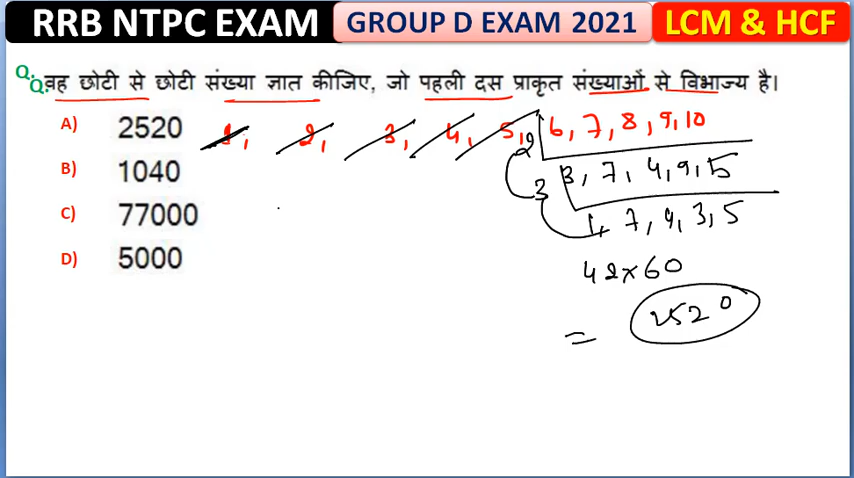 RRB NTPC EXAM GROUP D EXAM 2021 LCM & HCF
Q. Q. वह छोटी से छोटी संख्या ज्ञात कीजिए, जो पहली दस प्राकृत संख्याओं से विभाज्य है।
A) 2520
B) 1040
C) 77000
D) 5000
1, 2, 3, 4, 5, 6, 7, 8, 9, 10
2
3, 7, 4, 9, 5
3
1, 7, 4, 3, 5
42×60
= 2520